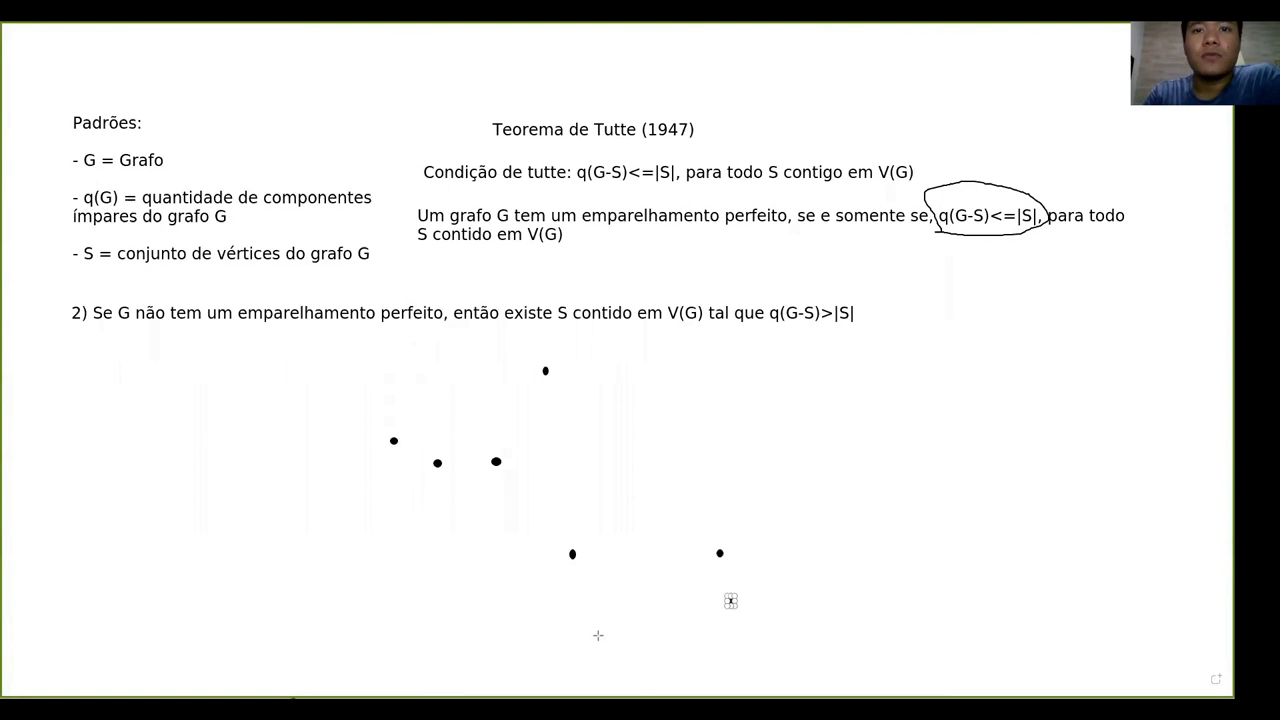 Padrões:
- G = Grafo
- q(G) = quantidade de componentes
ímpares do grafo G
- S = conjunto de vértices do grafo G
Teorema de Tutte (1947)
Condição de tutte: q(G-S)<=|S|, para todo S contigo em V(G)
Um grafo G tem um emparelhamento perfeito, se e somente se, q(G-S)<=|S|, para todo
S contido em V(G)
2) Se G não tem um emparelhamento perfeito, então existe S contido em V(G) tal que q(G-S)>|S|